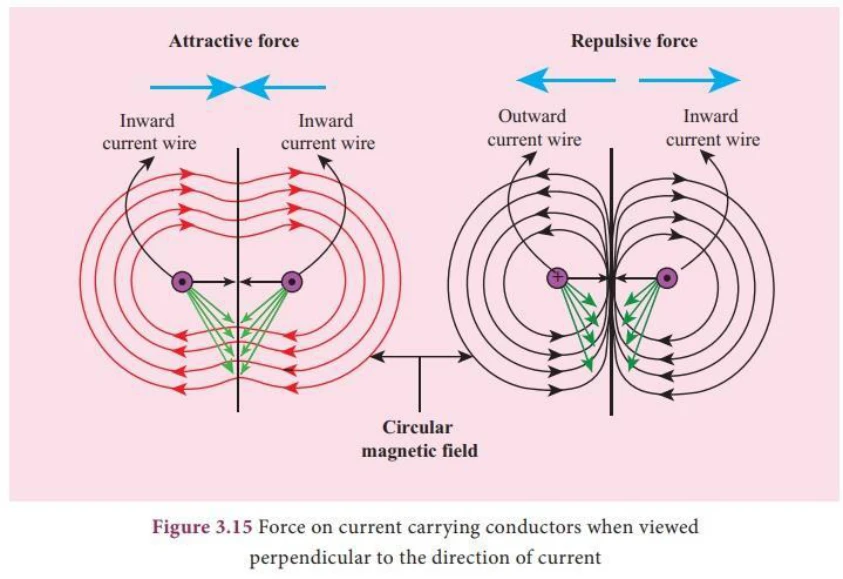 Attractive force
Repulsive force
Inward
current wire
Inward
current wire
Outward
current wire
Inward
current wire
Circular
magnetic field
Figure 3.15 Force on current carrying conductors when viewed
perpendicular to the direction of current